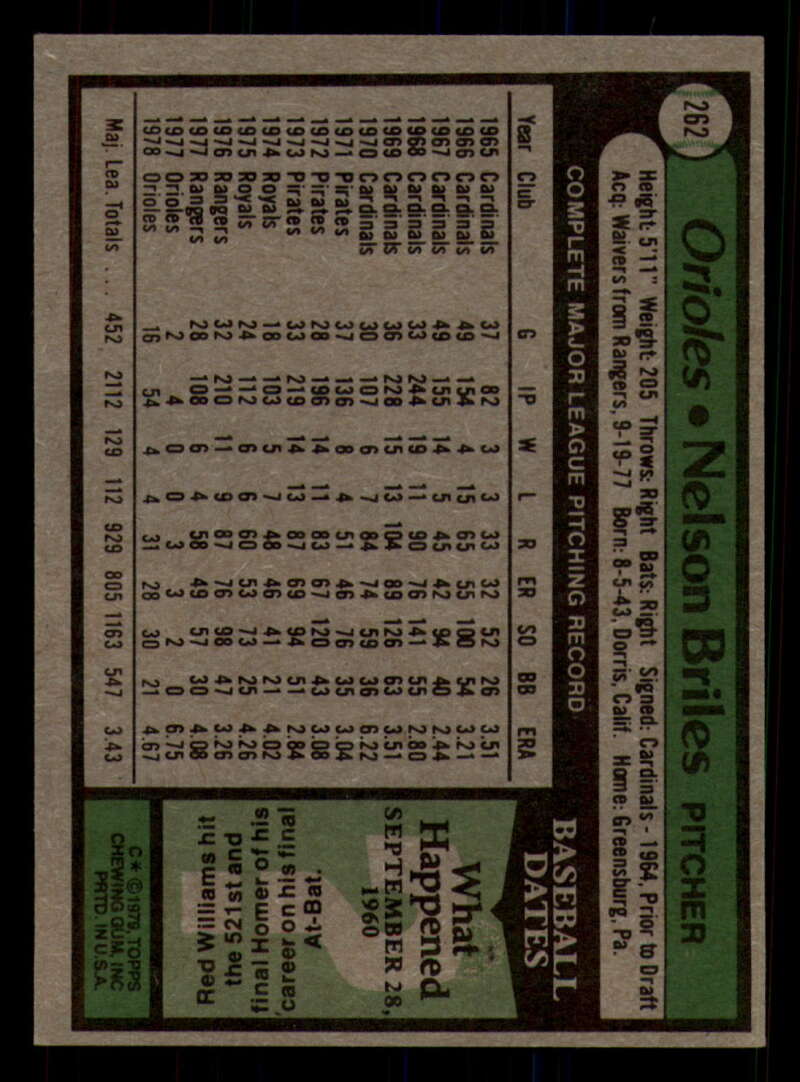 262
Orioles • Nelson Briles PITCHER
Height: 5'11" Weight: 205 Throws: Right Bats: Right Signed: Cardinals - 1964, Prior to Draft
Acq: Waivers from Rangers, 9-19-77 Born: 8-5-43, Dorris, Calif. Home: Greensburg, Pa.
COMPLETE MAJOR LEAGUE PITCHING RECORD
Year Club G IP W L R ER SO BB ERA
1965 Cardinals 37 82 3 3 33 32 52 26 3.51
1966 Cardinals 49 154 4 15 65 55 100 54 3.21
1967 Cardinals 49 155 14 5 45 42 94 40 2.44
1968 Cardinals 33 244 19 11 90 76 141 55 2.80
1969 Cardinals 36 228 15 13 104 89 126 63 3.51
1970 Cardinals 30 107 6 7 84 74 59 36 6.22
1971 Pirates 37 136 8 4 51 46 76 35 3.04
1972 Pirates 28 196 14 11 83 67 120 43 3.08
1973 Pirates 33 219 14 13 87 69 94 51 2.84
1974 Royals 18 103 5 7 48 46 41 21 4.02
1975 Royals 24 112 6 6 60 53 73 25 4.26
1976 Rangers 32 210 11 9 87 76 98 47 3.26
1977 Rangers 28 108 6 4 58 49 57 30 4.08
1977 Orioles 2 4 0 0 3 3 2 0 6.75
1978 Orioles 16 54 4 4 31 28 30 21 4.67
Maj. Lea. Totals . . . 452 2112 129 112 929 805 1163 547 3.43
BASEBALL
DATES
What
Happened
SEPTEMBER 28,
1960
Red Williams hit
the 521st and
final Homer of his
career on his final
At-Bat.
C* © 1979, TOPPS
CHEWING GUM, INC
PRTD. IN U.S.A.